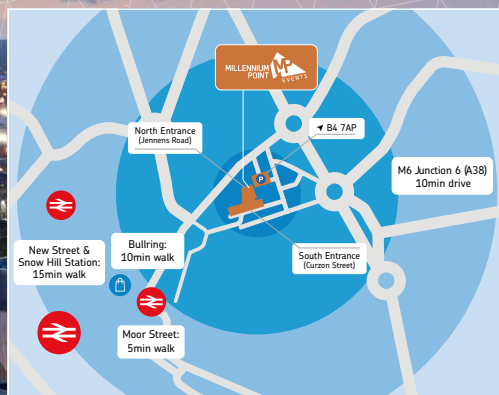 MILLENNIUM
POINT
MP
EVENTS
North Entrance
(Jennens Road)
B4 7AP
P
M6 Junction 6 (A38)
10min drive
New Street &
Snow Hill Station:
15min walk
Bullring:
10min walk
South Entrance
(Curzon Street)
Moor Street:
5min walk